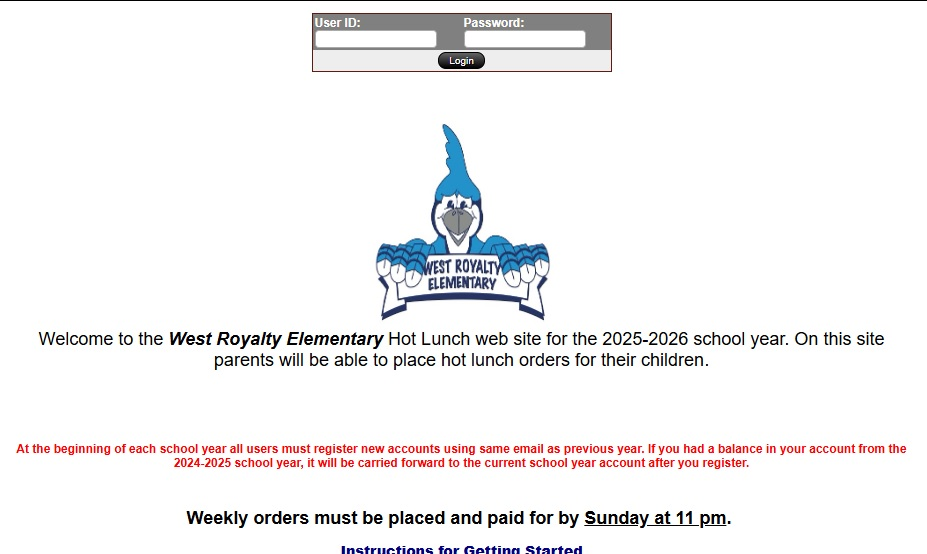 User ID: Password:
Login
WEST ROYALTY
ELEMENTARY
Welcome to the West Royalty Elementary Hot Lunch web site for the 2025-2026 school year. On this site
parents will be able to place hot lunch orders for their children.
At the beginning of each school year all users must register new accounts using same email as previous year. If you had a balance in your account from the
2024-2025 school year, it will be carried forward to the current school year account after you register.
Weekly orders must be placed and paid for by Sunday at 11 pm.
Instructions for Getting Started